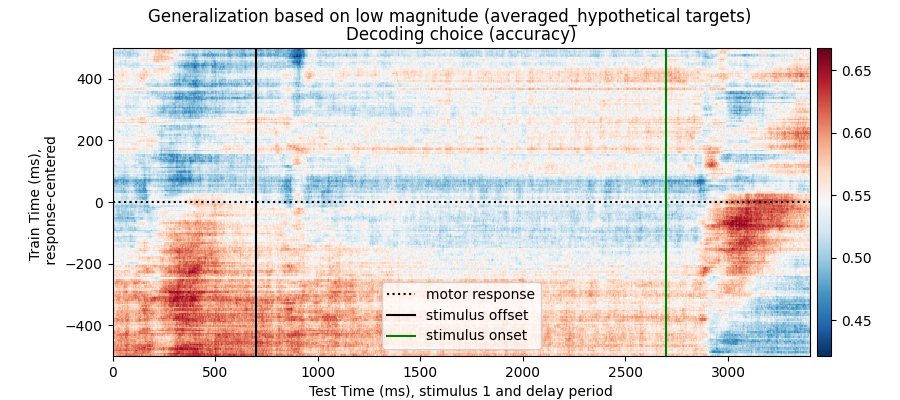 Generalization based on low magnitude (averaged_hypothetical targets)
Decoding choice (accuracy)
Train Time (ms),
response-centered
400
200
0
−200
−400
motor response
stimulus offset
stimulus onset
0
500
1000
1500
2000
2500
3000
Test Time (ms), stimulus 1 and delay period
0.65
0.60
0.55
0.50
0.45